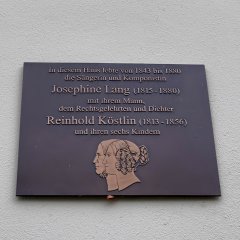 In diesem Haus lebte von 1843 bis 1880
die Sängerin und Komponistin
Josephine Lang (1815 - 1880)
mit ihrem Mann,
dem Rechtsgelehrten und Dichter
Reinhold Köstlin (1813 - 1856)
und ihren sechs Kindern